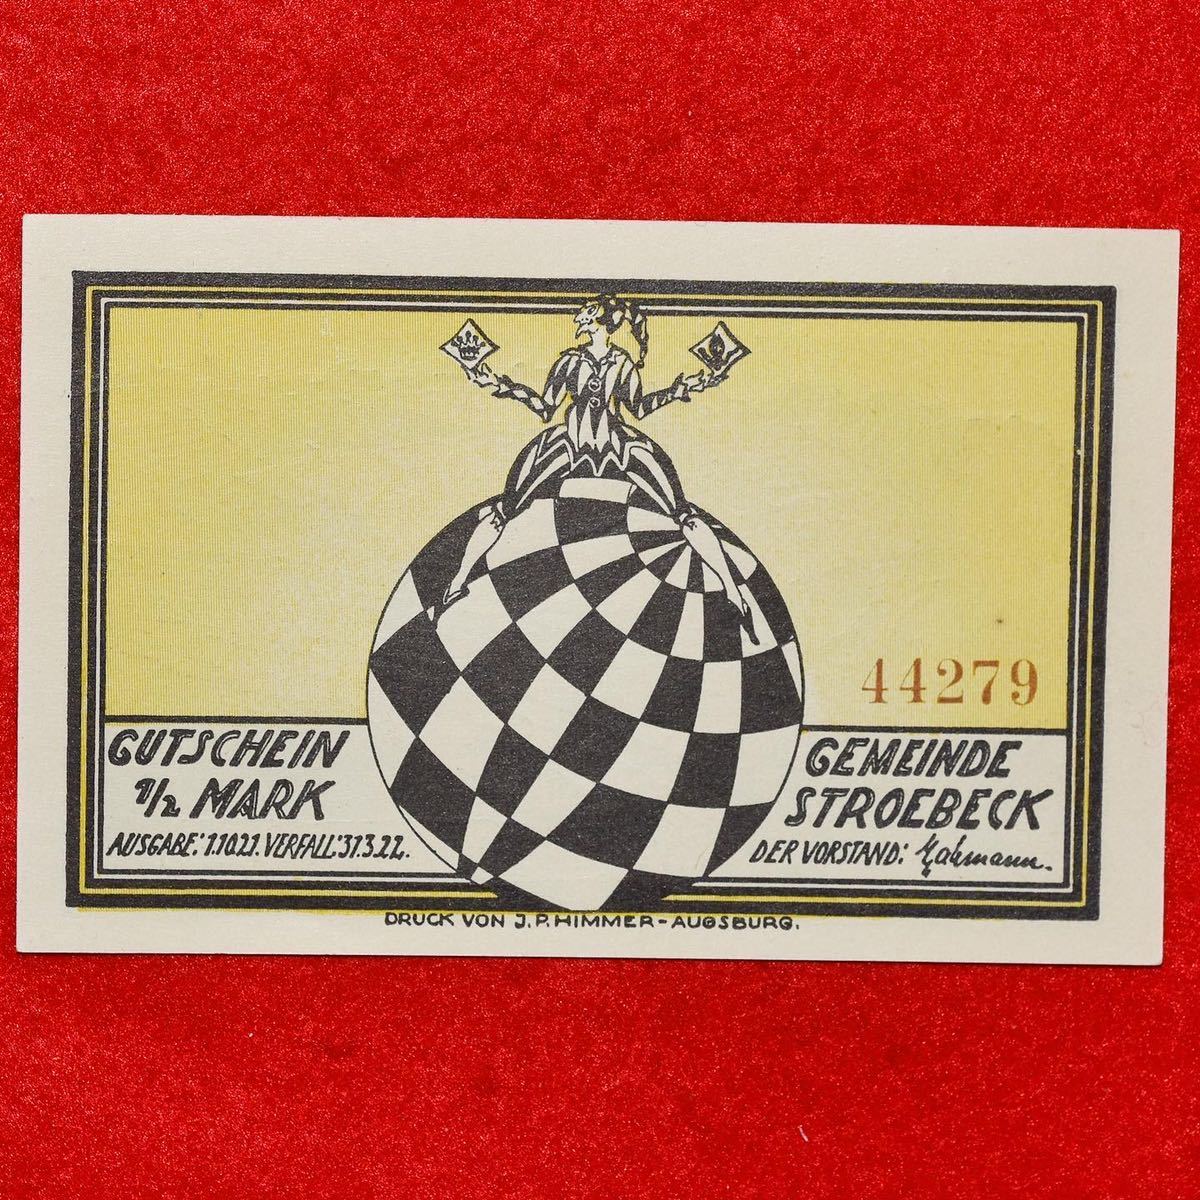 44279
GUTSCHEIN
1/2 MARK
AUSGABE: 1.10.21. VERFALL: 31.3.22.
GEMEINDE
STROEBECK
DER VORSTAND:
DRUCK VON J.P. HIMMER-AUGSBURG.